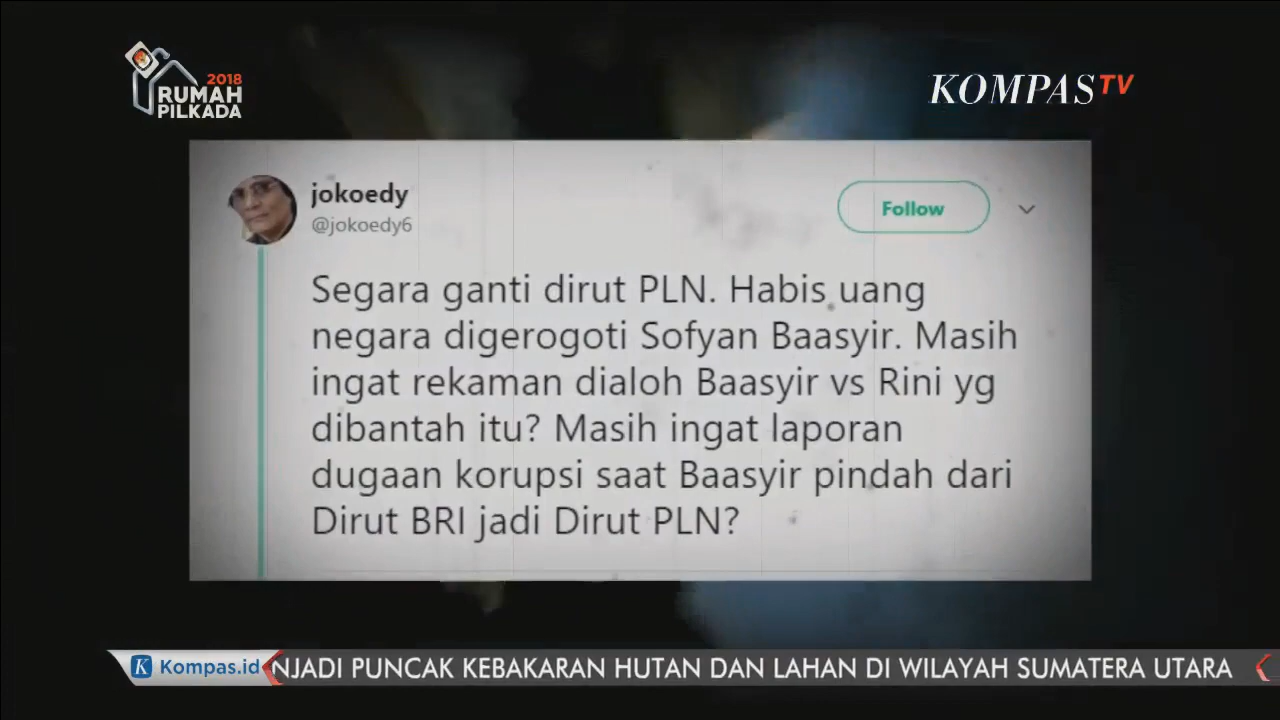 2018
RUMAH
PILKADA
KOMPAS TV
jokoedy
@jokoedy6
Follow
Segara ganti dirut PLN. Habis uang
negara digerogoti Sofyan Baasyir. Masih
ingat rekaman dialoh Baasyir vs Rini yg
dibantah itu? Masih ingat laporan
dugaan korupsi saat Baasyir pindah dari
Dirut BRI jadi Dirut PLN?
K Kompas.id
NJADI PUNCAK KEBAKARAN HUTAN DAN LAHAN DI WILAYAH SUMATERA UTARA